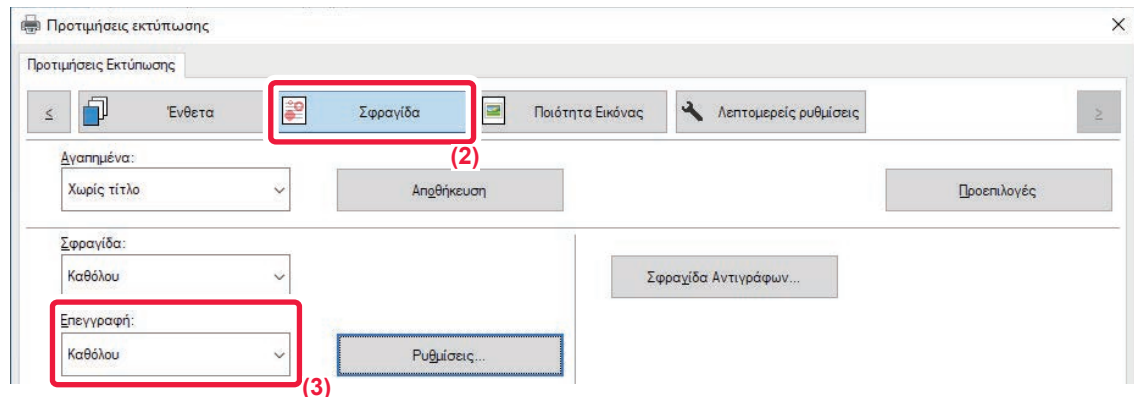 Προτιμήσεις εκτύπωσης
Προτιμήσεις Εκτύπωσης
< Ένθετα Σφραγίδα Ποιότητα Εικόνας Λεπτομερείς ρυθμίσεις >
(2)
Αγαπημένα:
Χωρίς τίτλο Αποθήκευση Προεπιλογές
Σφραγίδα:
Καθόλου Σφραγίδα Αντιγράφων...
Επεγγραφή:
Καθόλου Ρυθμίσεις...
(3)